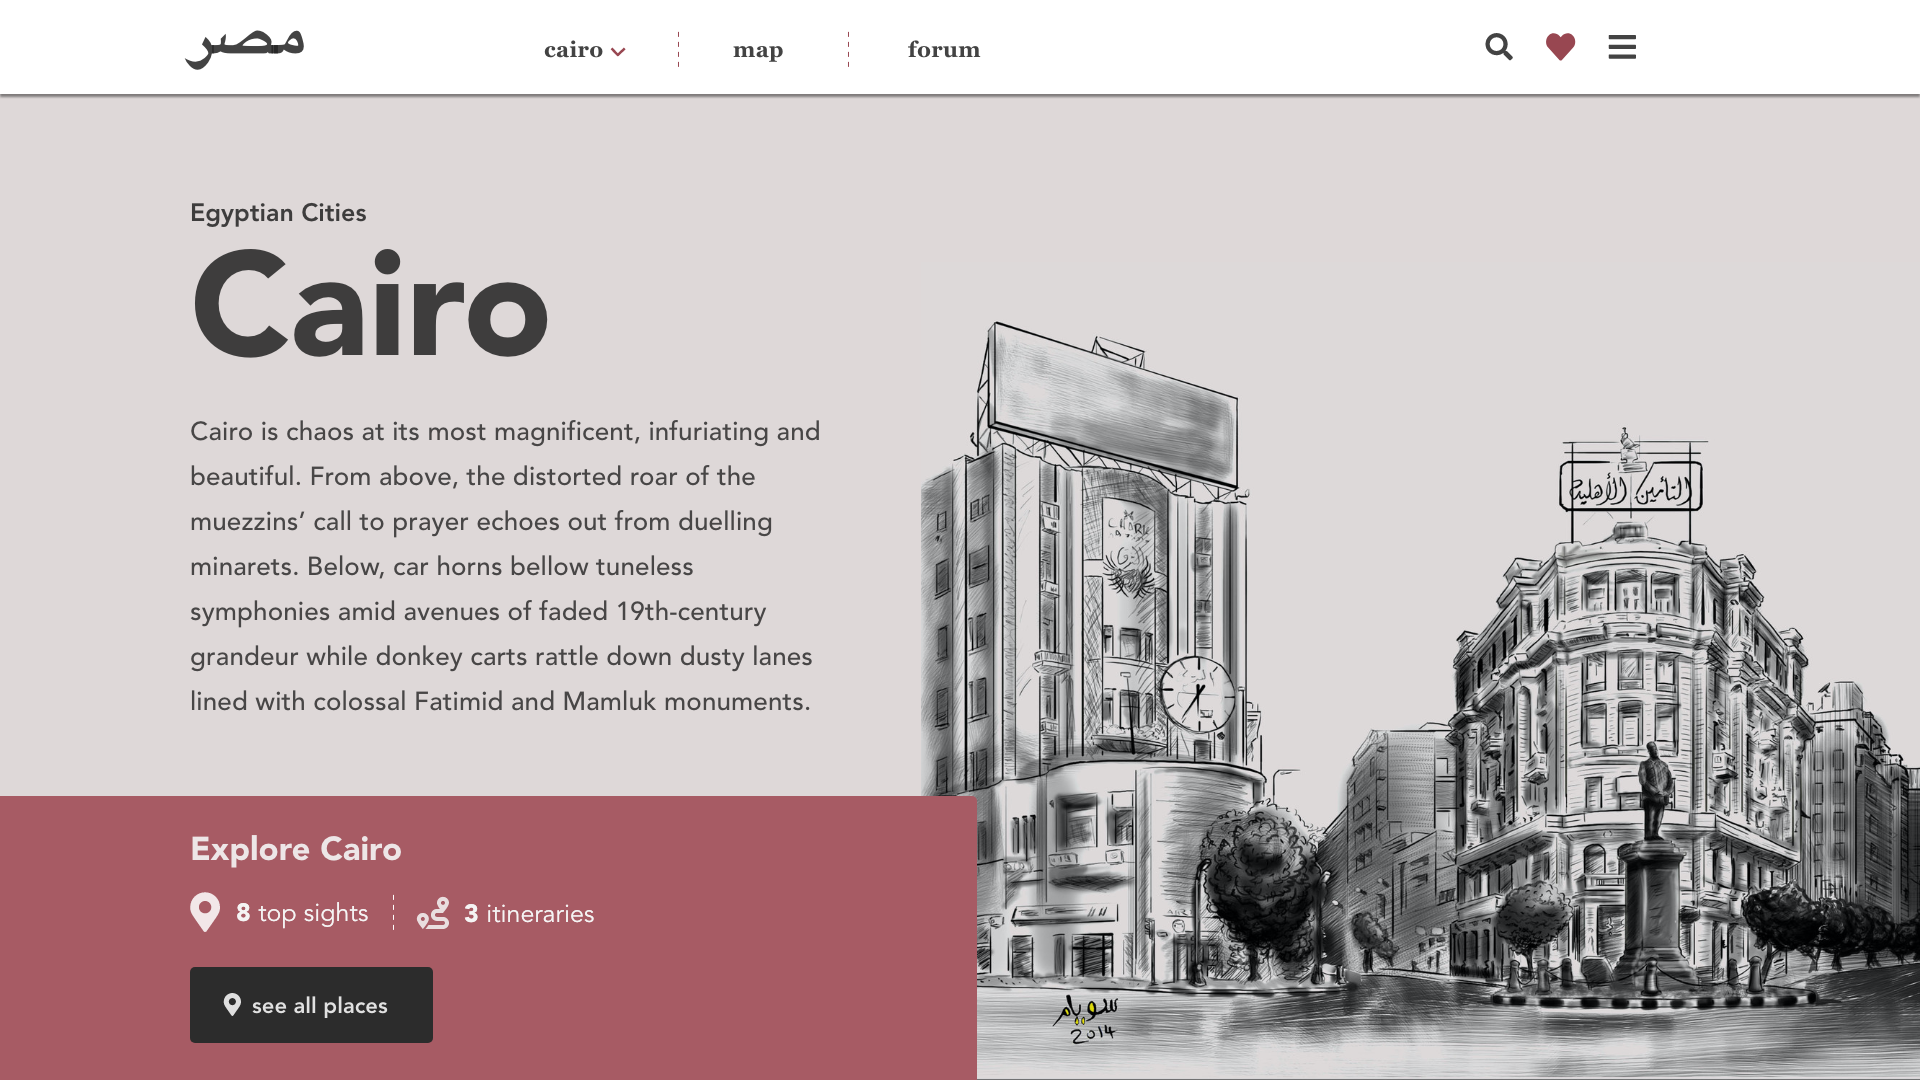 مصر
cairo
map
forum
Egyptian Cities
Cairo
Cairo is chaos at its most magnificent, infuriating and
beautiful. From above, the distorted roar of the
muezzins’ call to prayer echoes out from duelling
minarets. Below, car horns bellow tuneless
symphonies amid avenues of faded 19th-century
grandeur while donkey carts rattle down dusty lanes
lined with colossal Fatimid and Mamluk monuments.
التأمين الأهلية
Explore Cairo
8 top sights
3 itineraries
see all places
2014